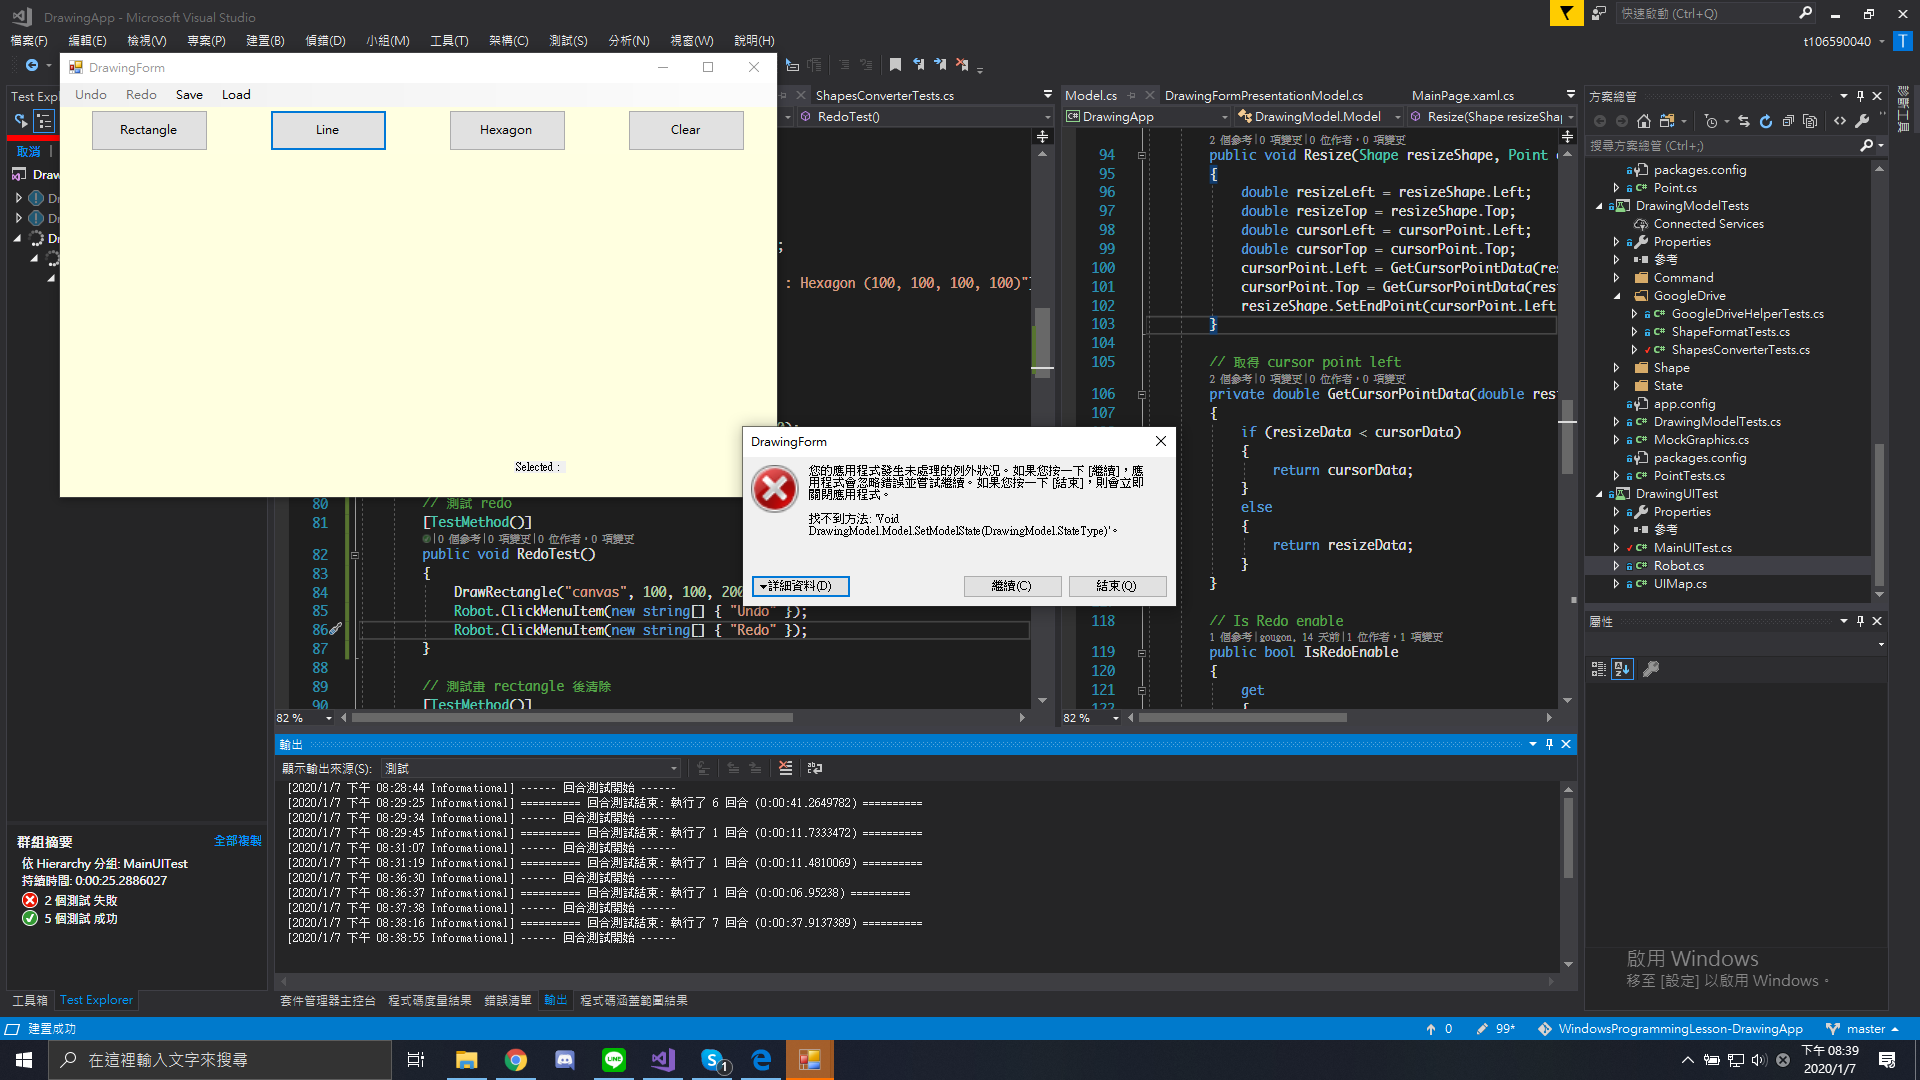 DrawingApp - Microsoft Visual Studio
快速啟動 (Ctrl+Q)
檔案(F) 編輯(E) 檢視(V) 專案(P) 建置(B) 偵錯(D) 小組(M) 工具(T) 架構(C) 測試(S) 分析(N) 視窗(W) 說明(H)
t106590040
T
DrawingForm
Undo Redo Save Load
Rectangle
Line
Hexagon
Clear
Selected :
Test Expl
取消
Draw
ShapesConverterTests.cs
RedoTest()
: Hexagon (100, 100, 100, 100)"]
80 // 測試 redo
81 [TestMethod()]
0 個參考|0 項變更|0 位作者，0 項變更
82 public void RedoTest()
83 {
84 DrawRectangle("canvas", 100, 100, 200
85 Robot.ClickMenuItem(new string[] { "Undo" });
86 Robot.ClickMenuItem(new string[] { "Redo" });
87 }
88
89 // 測試畫 rectangle 後清除
90 [TestMethod()]
82 %
Model.cs DrawingFormPresentationModel.cs MainPage.xaml.cs
DrawingApp DrawingModel.Model Resize(Shape resizeShap
2 個參考|0 項變更|0 位作者，0 項變更
94 public void Resize(Shape resizeShape, Point
95 {
96 double resizeLeft = resizeShape.Left;
97 double resizeTop = resizeShape.Top;
98 double cursorLeft = cursorPoint.Left;
99 double cursorTop = cursorPoint.Top;
100 cursorPoint.Left = GetCursorPointData(res
101 cursorPoint.Top = GetCursorPointData(rest
102 resizeShape.SetEndPoint(cursorPoint.Left
103 }
104
105 // 取得 cursor point left
2 個參考|0 項變更|0 位作者，0 項變更
106 private double GetCursorPointData(double res
107 {
if (resizeData < cursorData)
{
return cursorData;
}
else
{
return resizeData;
}
}
118 // Is Redo enable
1 個參考|gougon, 14 天前|1 位作者，1 項變更
119 public bool IsRedoEnable
120 {
121 get
122 {
82 %
DrawingForm
您的應用程式發生未處理的例外狀況。如果您按一下 [繼續]，應
用程式會忽略錯誤並嘗試繼續。如果您按一下 [結束]，則會立即
關閉應用程式。
找不到方法: 'Void
DrawingModel.Model.SetModelState(DrawingModel.StateType)'。
詳細資料(D)
繼續(C)
結束(Q)
方案總管
搜尋方案總管 (Ctrl+;)
packages.config
Point.cs
DrawingModelTests
Connected Services
Properties
參考
Command
GoogleDrive
GoogleDriveHelperTests.cs
ShapeFormatTests.cs
ShapesConverterTests.cs
Shape
State
app.config
DrawingModelTests.cs
MockGraphics.cs
packages.config
PointTests.cs
DrawingUITest
Properties
參考
MainUITest.cs
Robot.cs
UIMap.cs
屬性
輸出
顯示輸出來源(S): 測試
[2020/1/7 下午 08:28:44 Informational] ------ 回合測試開始 ------
[2020/1/7 下午 08:29:25 Informational] ========== 回合測試結束: 執行了 6 回合 (0:00:41.2649782) ==========
[2020/1/7 下午 08:29:34 Informational] ------ 回合測試開始 ------
[2020/1/7 下午 08:29:45 Informational] ========== 回合測試結束: 執行了 1 回合 (0:00:11.7333472) ==========
[2020/1/7 下午 08:31:07 Informational] ------ 回合測試開始 ------
[2020/1/7 下午 08:31:19 Informational] ========== 回合測試結束: 執行了 1 回合 (0:00:11.4810069) ==========
[2020/1/7 下午 08:36:30 Informational] ------ 回合測試開始 ------
[2020/1/7 下午 08:36:37 Informational] ========== 回合測試結束: 執行了 1 回合 (0:00:06.95238) ==========
[2020/1/7 下午 08:37:38 Informational] ------ 回合測試開始 ------
[2020/1/7 下午 08:38:16 Informational] ========== 回合測試結束: 執行了 7 回合 (0:00:37.9137389) ==========
[2020/1/7 下午 08:38:55 Informational] ------ 回合測試開始 ------
群組摘要
全部複製
依 Hierarchy 分組: MainUITest
持續時間: 0:00:25.2886027
2 個測試 失敗
5 個測試 成功
工具箱 Test Explorer
套件管理器主控台 程式碼度量結果 錯誤清單 輸出 程式碼涵蓋範圍結果
啟用 Windows
移至 [設定] 以啟用 Windows。
建置成功
0 99* WindowsProgrammingLesson-DrawingApp master
在這裡輸入文字來搜尋
下午 08:39
2020/1/7